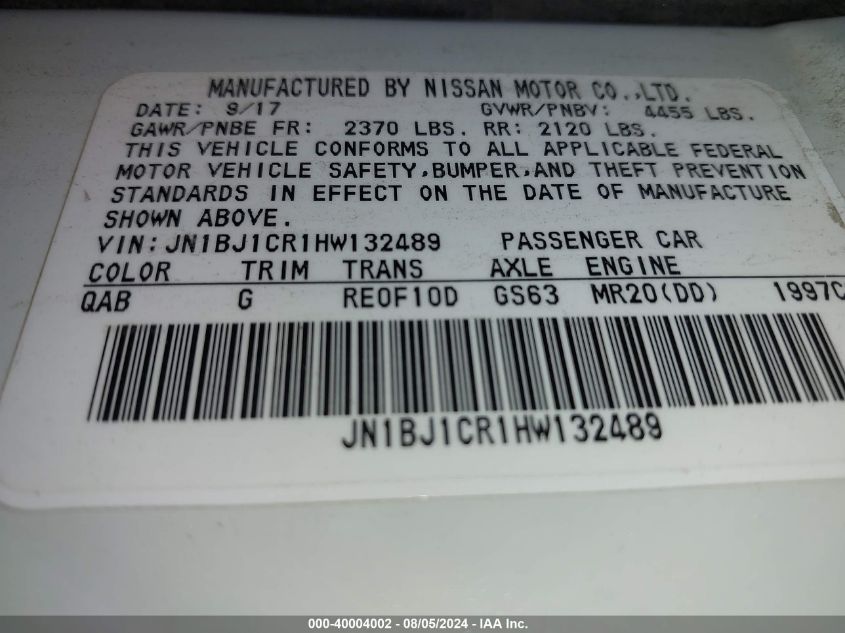 MANUFACTURED BY NISSAN MOTOR CO.,LTD.
DATE: 9/17 GVWR/PNBV: 4455 LBS.
GAWR/PNBE FR: 2370 LBS. RR: 2120 LBS.
THIS VEHICLE CONFORMS TO ALL APPLICABLE FEDERAL
MOTOR VEHICLE SAFETY,BUMPER,AND THEFT PREVENTION
STANDARDS IN EFFECT ON THE DATE OF MANUFACTURE
SHOWN ABOVE.
VIN: JN1BJ1CR1HW132489 PASSENGER CAR
COLOR TRIM TRANS AXLE ENGINE
QAB G RE0F10D GS63 MR20(DD) 1997C
JN1BJ1CR1HW132489
000-40004002 - 08/05/2024 - IAA Inc.